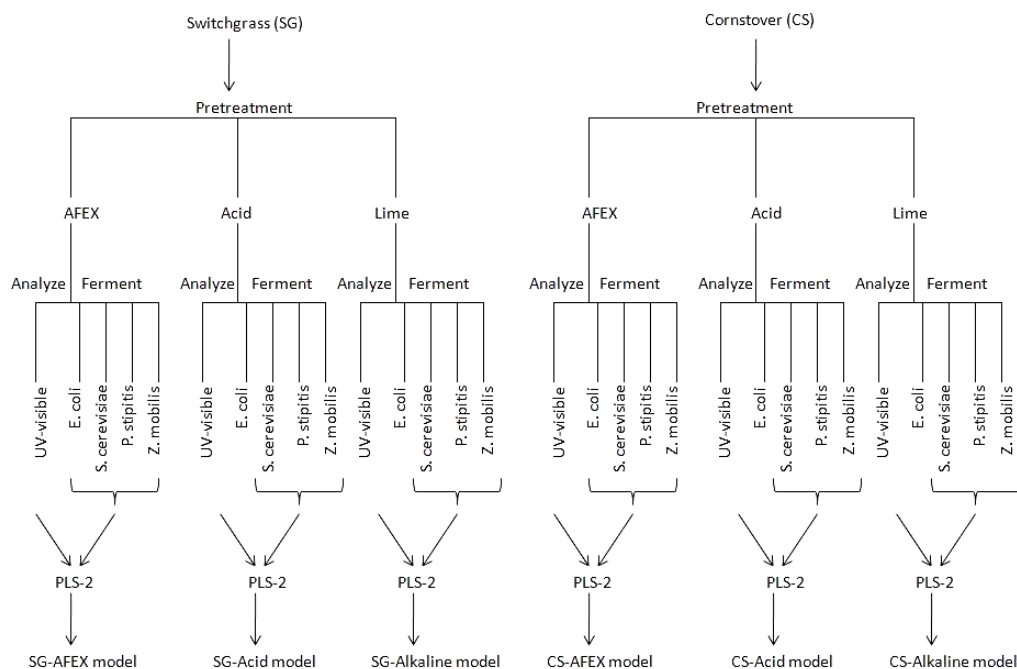 Switchgrass (SG)
Cornstover (CS)
Pretreatment
Pretreatment
AFEX
Acid
Lime
AFEX
Acid
Lime
Analyze Ferment
Analyze Ferment
Analyze Ferment
Analyze Ferment
Analyze Ferment
Analyze Ferment
UV-visible
E. coli
S. cerevisiae
P. stipitis
Z. mobilis
UV-visible
E. coli
S. cerevisiae
P. stipitis
Z. mobilis
UV-visible
E. coli
S. cerevisiae
P. stipitis
Z. mobilis
UV-visible
E. coli
S. cerevisiae
P. stipitis
Z. mobilis
UV-visible
E. coli
S. cerevisiae
P. stipitis
Z. mobilis
UV-visible
E. coli
S. cerevisiae
P. stipitis
Z. mobilis
PLS-2
PLS-2
PLS-2
PLS-2
PLS-2
PLS-2
SG-AFEX model
SG-Acid model
SG-Alkaline model
CS-AFEX model
CS-Acid model
CS-Alkaline model